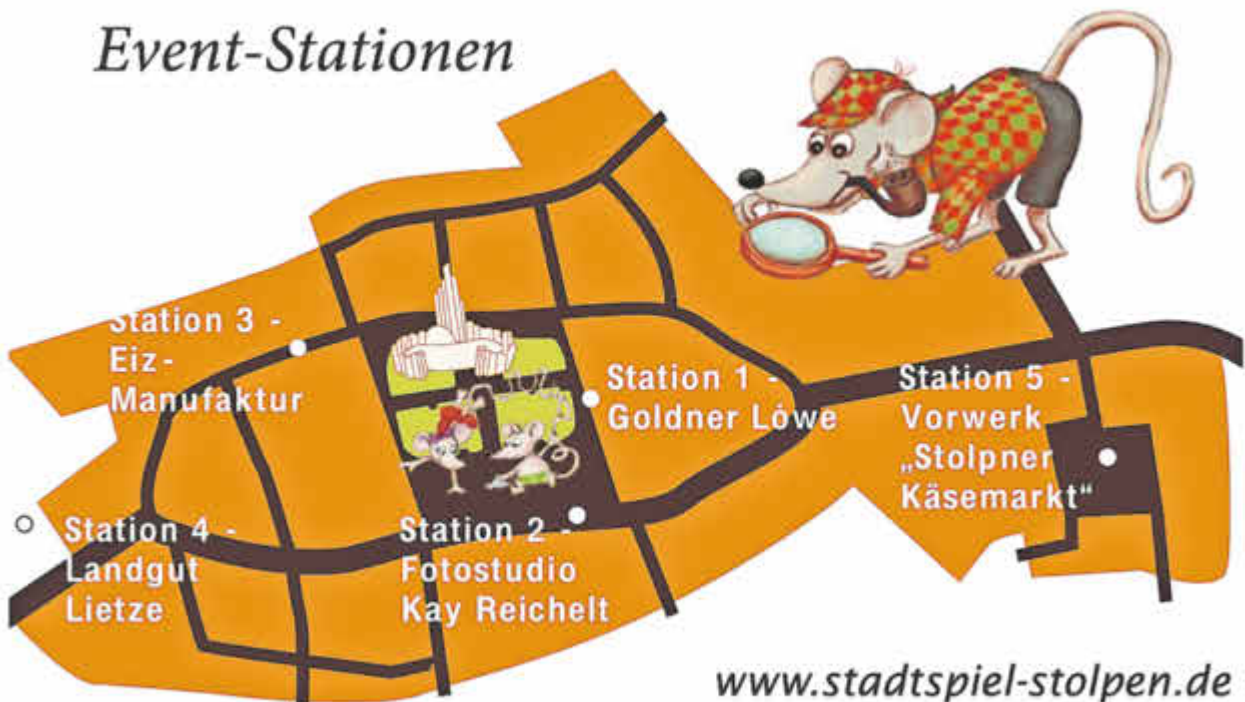 Event-Stationen
Station 3 -
Eiz-
Manufaktur
Station 1 -
Goldner Löwe
Station 5 -
Vorwerk
„Stolpner
Käsemarkt“
Station 4 -
Landgut
Lietze
Station 2 -
Fotostudio
Kay Reichelt
www.stadtspiel-stolpen.de